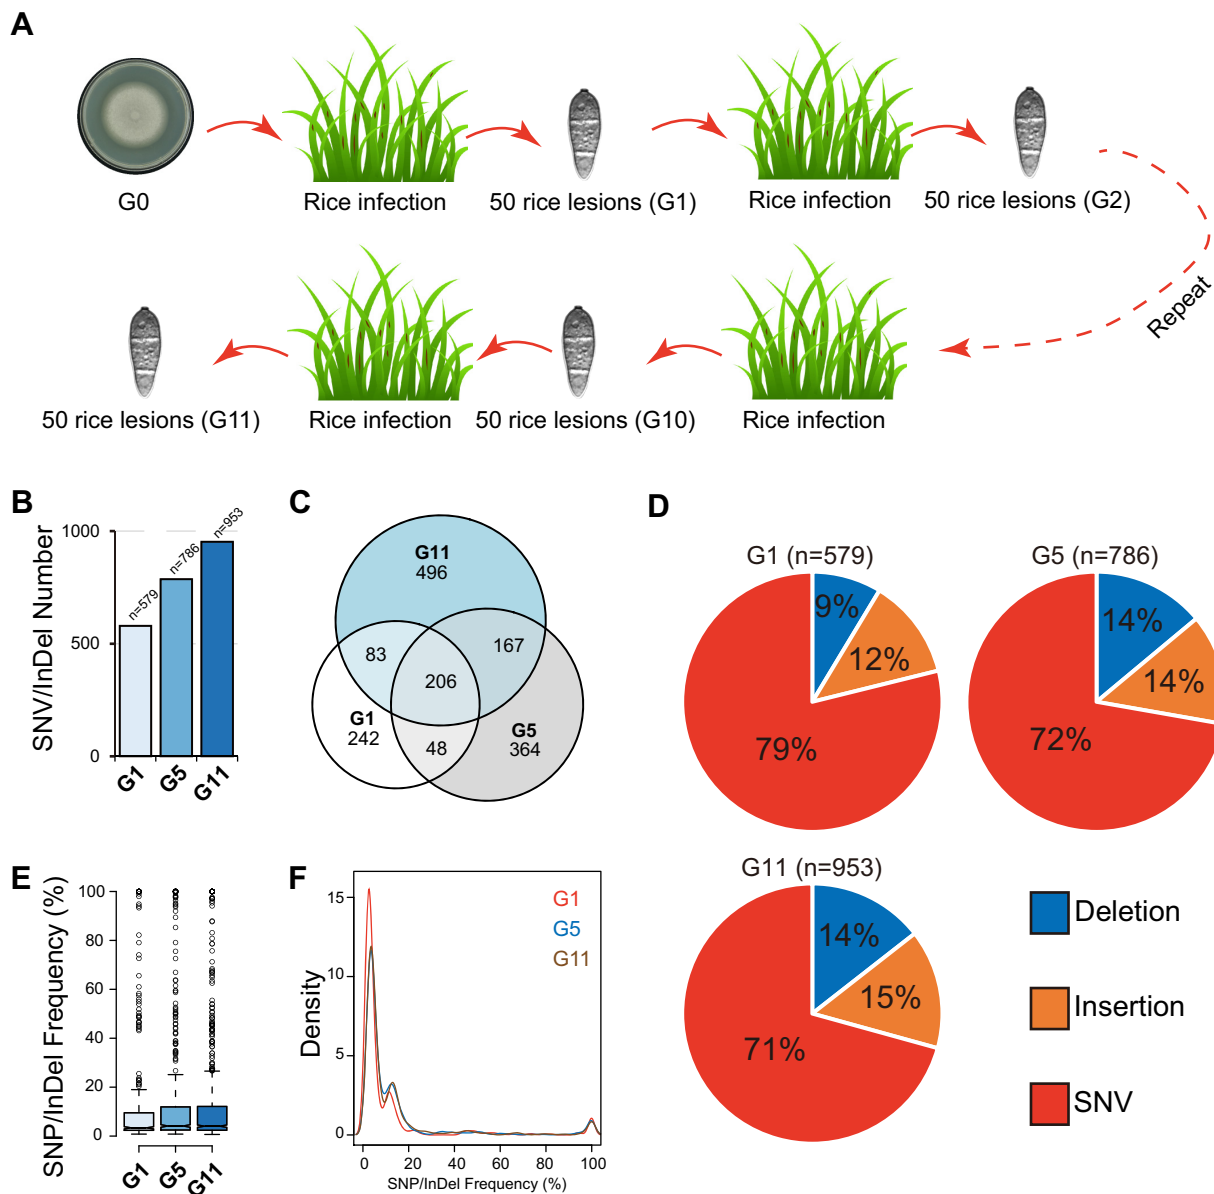 A
G0
Rice infection
50 rice lesions (G1)
Rice infection
50 rice lesions (G2)
Repeat
50 rice lesions (G11)
Rice infection
50 rice lesions (G10)
Rice infection
B
SNV/InDel Number
1000
500
0
n=579
n=786
n=953
G1
G5
G11
C
G11
496
83
167
206
G1
242
48
G5
364
D
G1 (n=579)
9%
12%
79%
G5 (n=786)
14%
14%
72%
G11 (n=953)
14%
15%
71%
Deletion
Insertion
SNV
E
SNP/InDel Frequency (%)
100
80
60
40
20
0
G1
G5
G11
F
Density
15
10
5
0
G1
G5
G11
0 20 40 60 80 100
SNP/InDel Frequency (%)